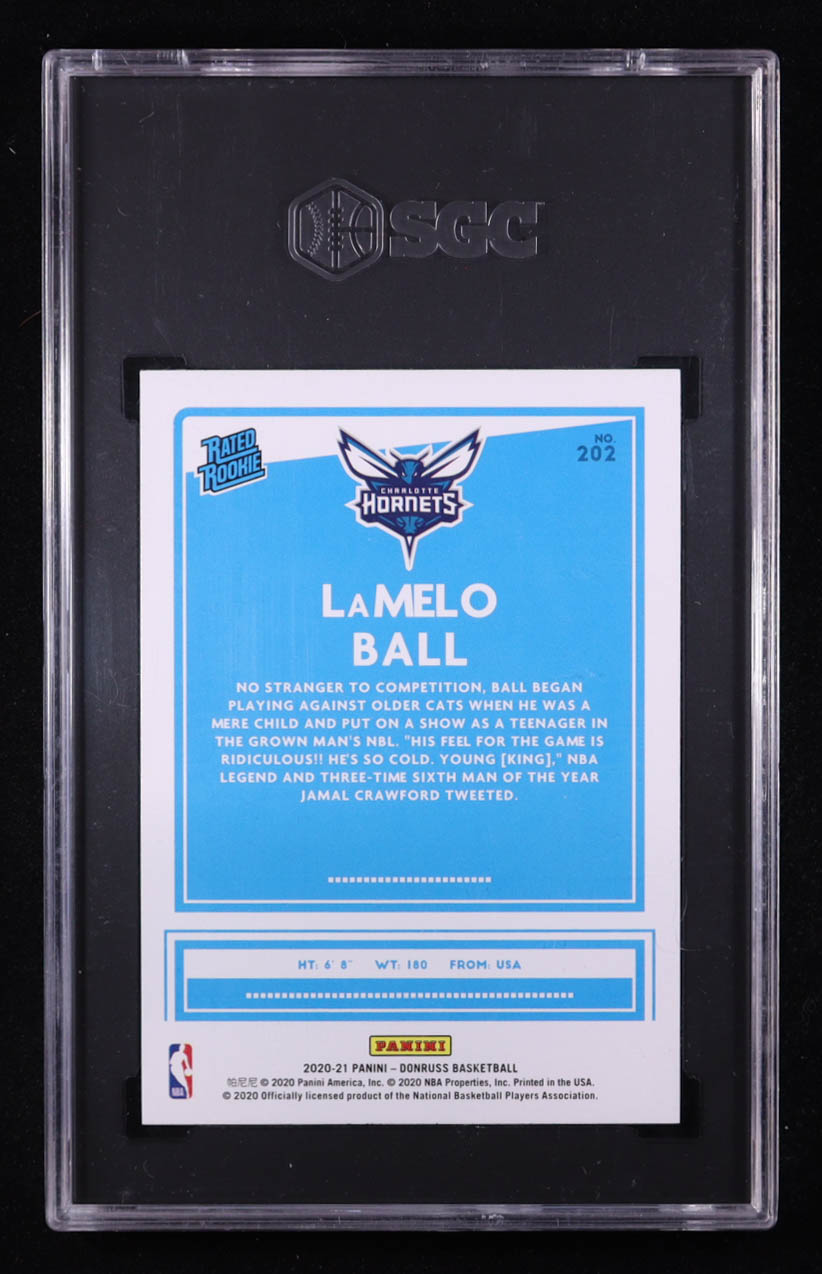 SGC
RATED
ROOKIE
NO.
202
CHARLOTTE
HORNETS
LaMELO
BALL
NO STRANGER TO COMPETITION, BALL BEGAN
PLAYING AGAINST OLDER CATS WHEN HE WAS A
MERE CHILD AND PUT ON A SHOW AS A TEENAGER IN
THE GROWN MAN'S NBL. "HIS FEEL FOR THE GAME IS
RIDICULOUS!! HE'S SO COLD. YOUNG [KING]," NBA
LEGEND AND THREE-TIME SIXTH MAN OF THE YEAR
JAMAL CRAWFORD TWEETED.
HT: 6' 8" WT: 180 FROM: USA
PANINI
2020-21 PANINI – DONRUSS BASKETBALL
帕尼尼 © 2020 Panini America, Inc. © 2020 NBA Properties, Inc. Printed in the USA.
© 2020 Officially licensed product of the National Basketball Players Association.
NBA